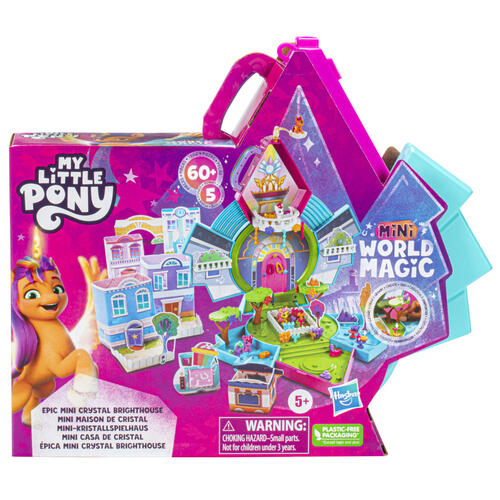 MY
LITTLE
PONY
60+
5
MINI
WORLD
MAGIC
5+
Hasbro
EPIC MINI CRYSTAL BRIGHTHOUSE
MINI MAISON DE CRISTAL
MINI-KRISTALLSPIELHAUS
MINI CASA DE CRISTAL
ÉPICA MINI CRYSTAL BRIGHTHOUSE
WARNING:
CHOKING HAZARD–Small parts.
Not for children under 3 years.
PLASTIC-FREE
PACKAGING*